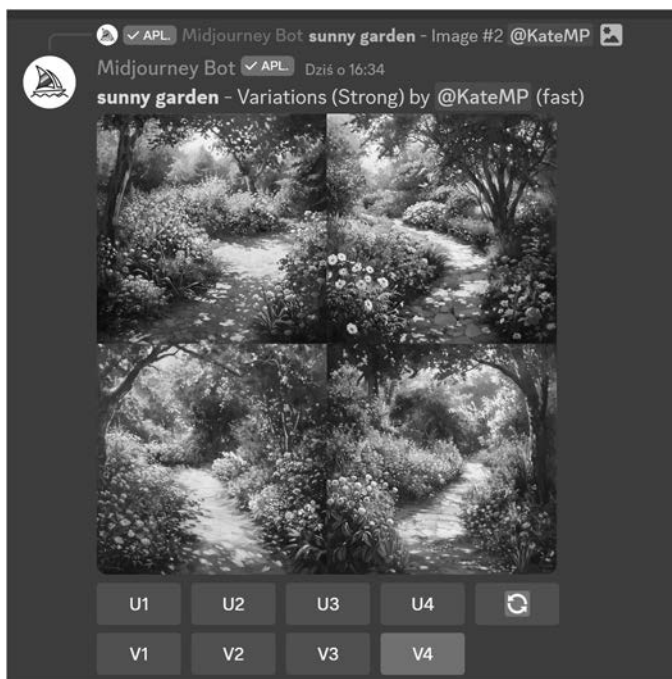 ✓ APL. Midjourney Bot sunny garden - Image #2 @KateMP
Midjourney Bot ✓ APL. Dziś o 16:34
sunny garden - Variations (Strong) by @KateMP (fast)
U1 U2 U3 U4
V1 V2 V3 V4